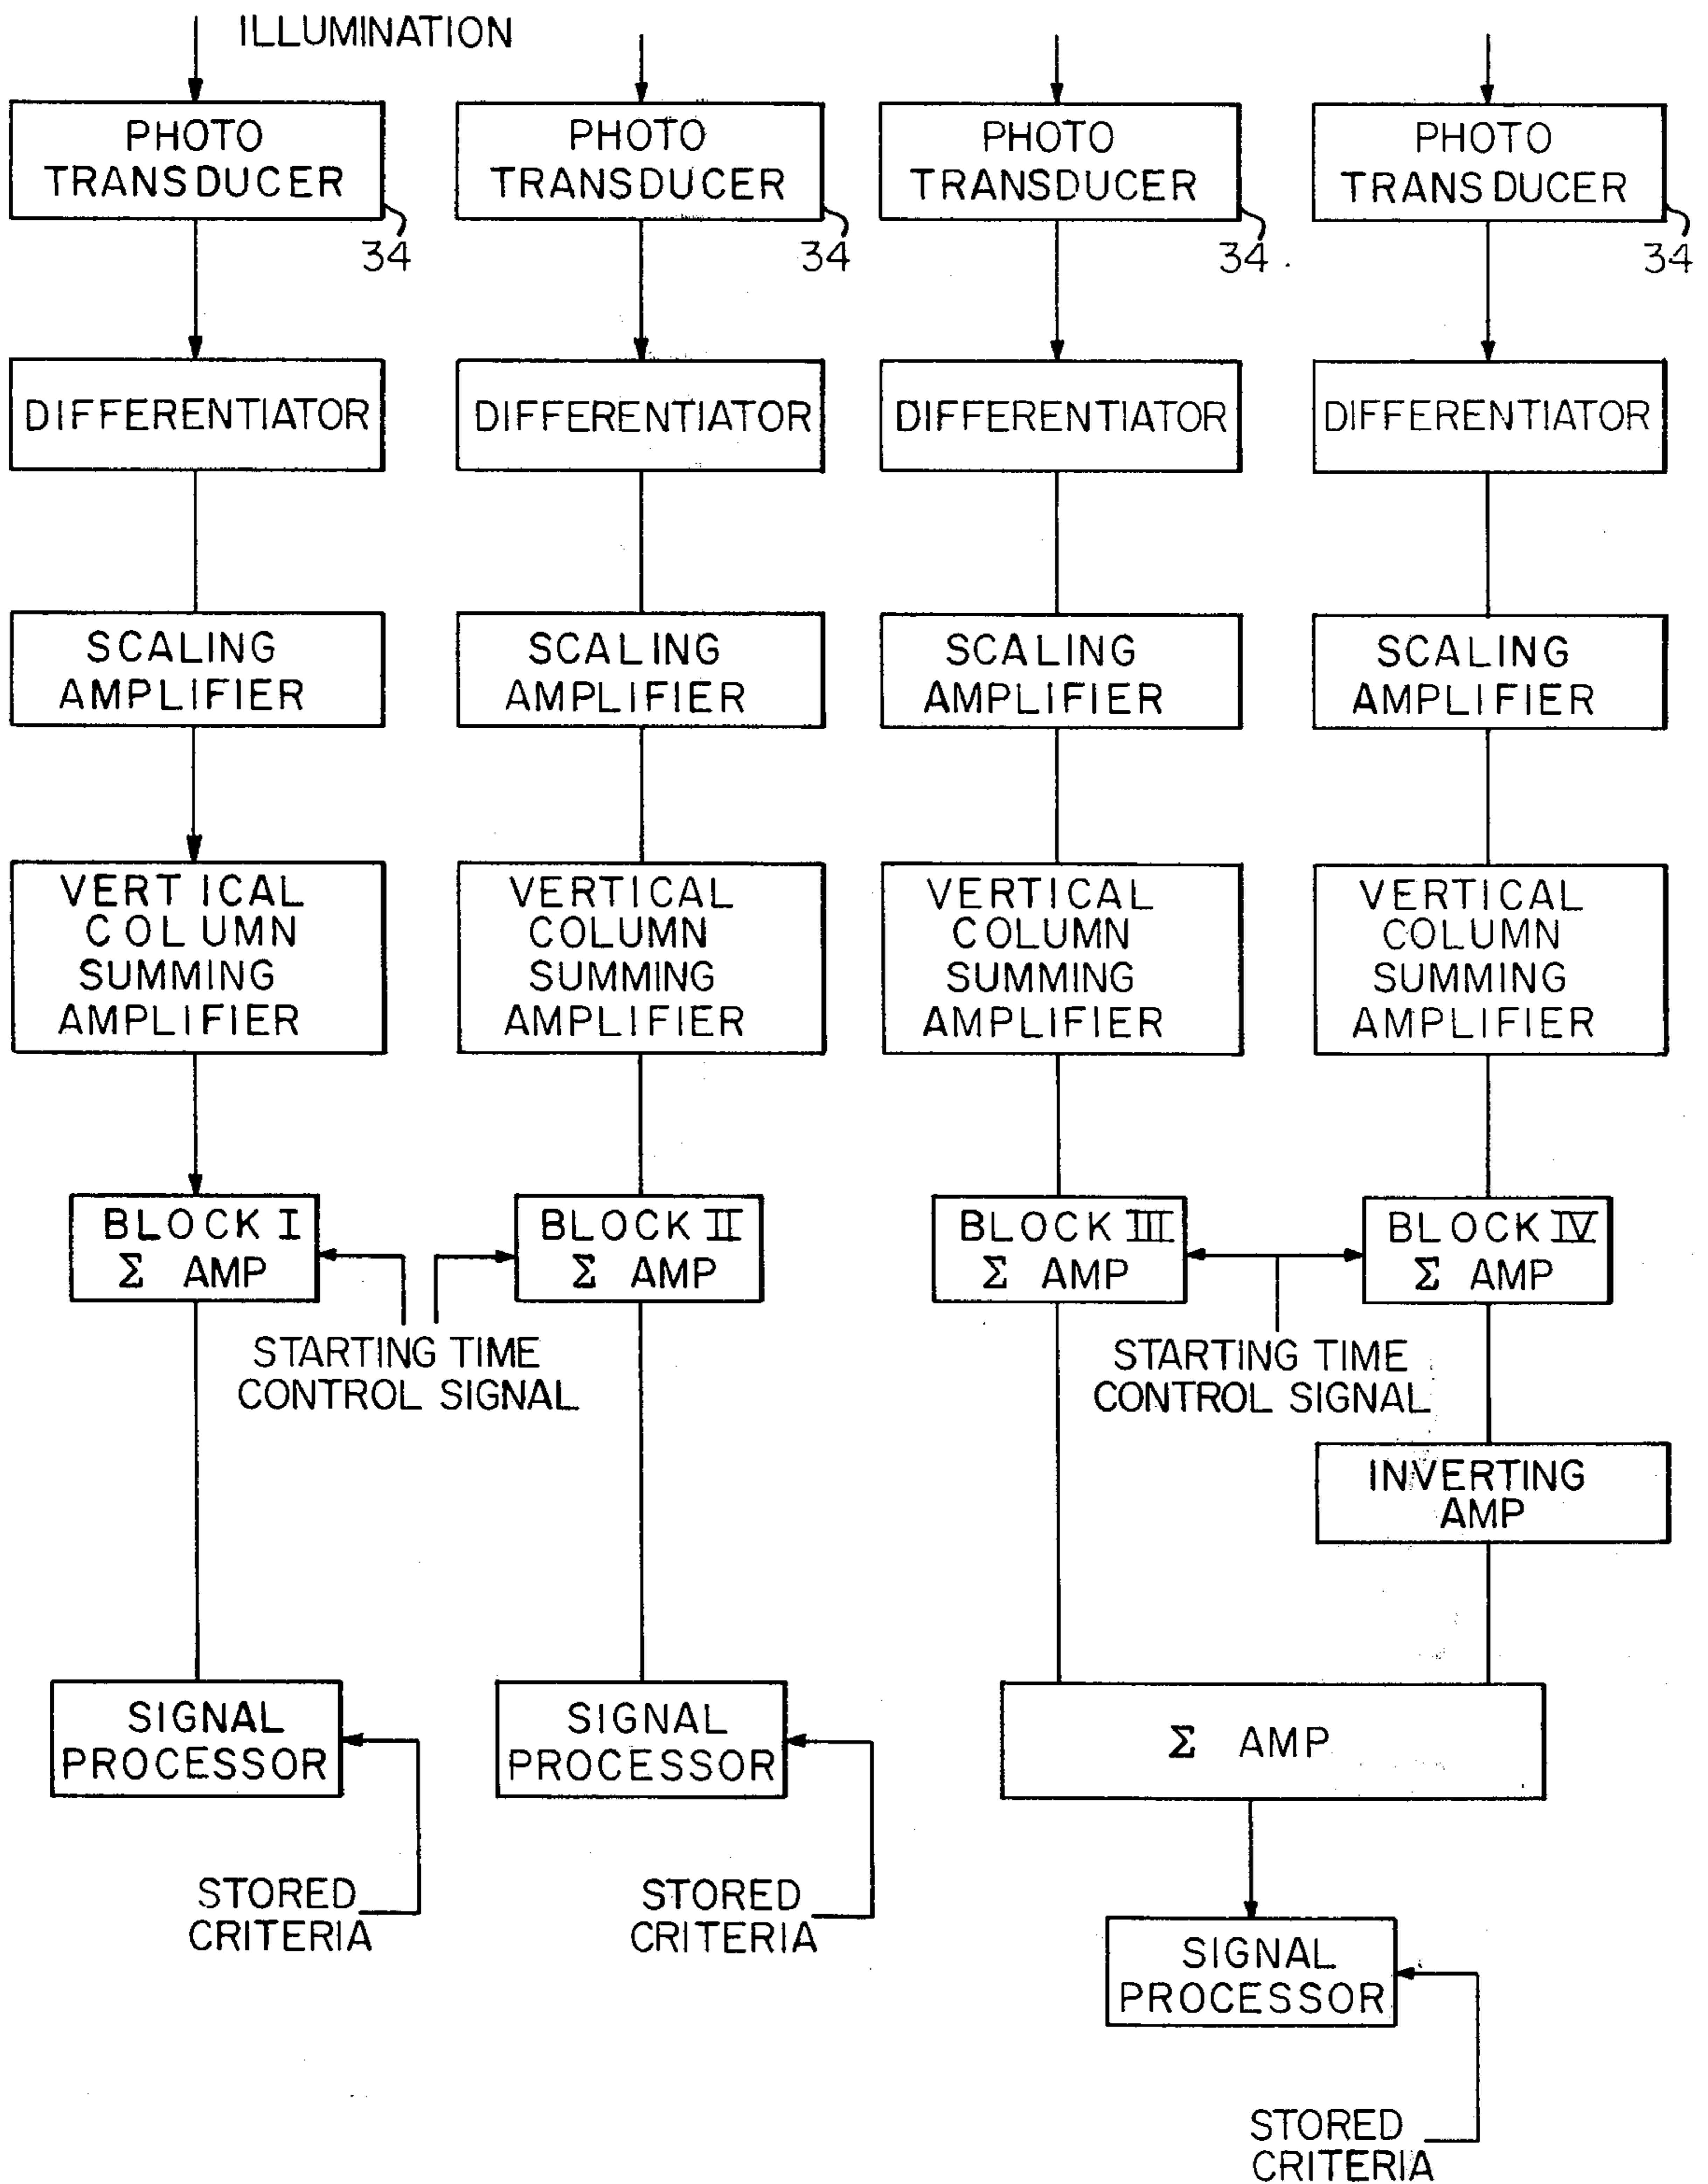 ILLUMINATION
PHOTO
TRANSDUCER
34
PHOTO
TRANSDUCER
34
PHOTO
TRANSDUCER
34
PHOTO
TRANSDUCER
34
DIFFERENTIATOR
DIFFERENTIATOR
DIFFERENTIATOR
DIFFERENTIATOR
SCALING
AMPLIFIER
SCALING
AMPLIFIER
SCALING
AMPLIFIER
SCALING
AMPLIFIER
VERTICAL
COLUMN
SUMMING
AMPLIFIER
VERTICAL
COLUMN
SUMMING
AMPLIFIER
VERTICAL
COLUMN
SUMMING
AMPLIFIER
VERTICAL
COLUMN
SUMMING
AMPLIFIER
BLOCK I
Σ AMP
BLOCK II
Σ AMP
BLOCK III
Σ AMP
BLOCK IV
Σ AMP
STARTING TIME
CONTROL SIGNAL
STARTING TIME
CONTROL SIGNAL
INVERTING
AMP
SIGNAL
PROCESSOR
SIGNAL
PROCESSOR
Σ AMP
STORED
CRITERIA
STORED
CRITERIA
SIGNAL
PROCESSOR
STORED
CRITERIA